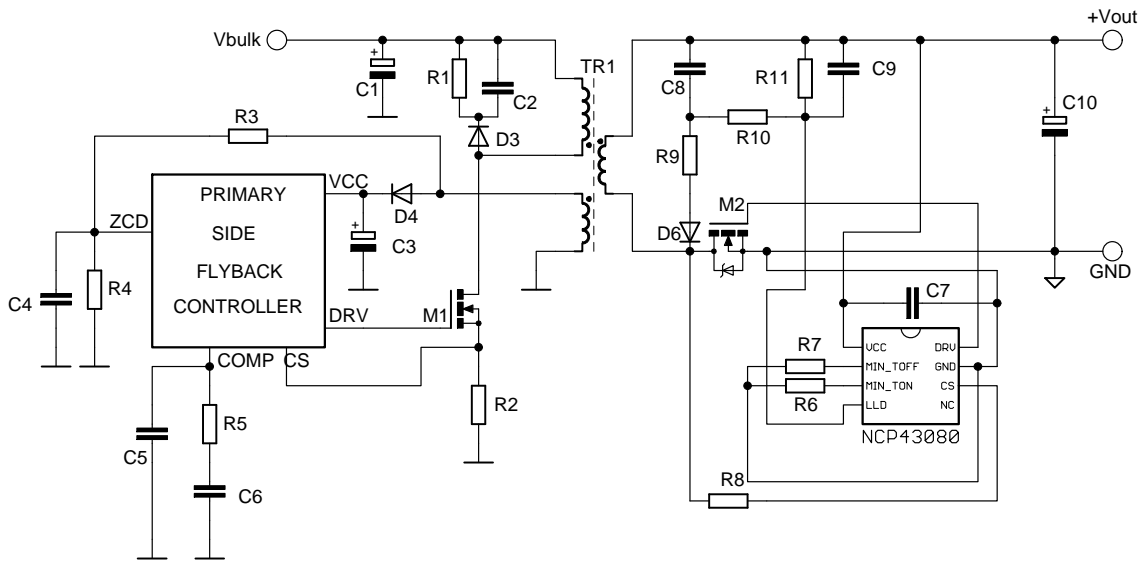 +Vout
Vbulk
C1
R1
C2
TR1
C8
R11
C9
C10
R3
D3
R10
R9
PRIMARY
SIDE
FLYBACK
CONTROLLER
VCC
D4
ZCD
C3
M2
D6
GND
C4
R4
DRV
M1
COMP CS
C7
R7
R6
VCC
MIN_TOFF
MIN_TON
LLD
DRV
GND
CS
NC
NCP43080
R2
R5
C5
C6
R8